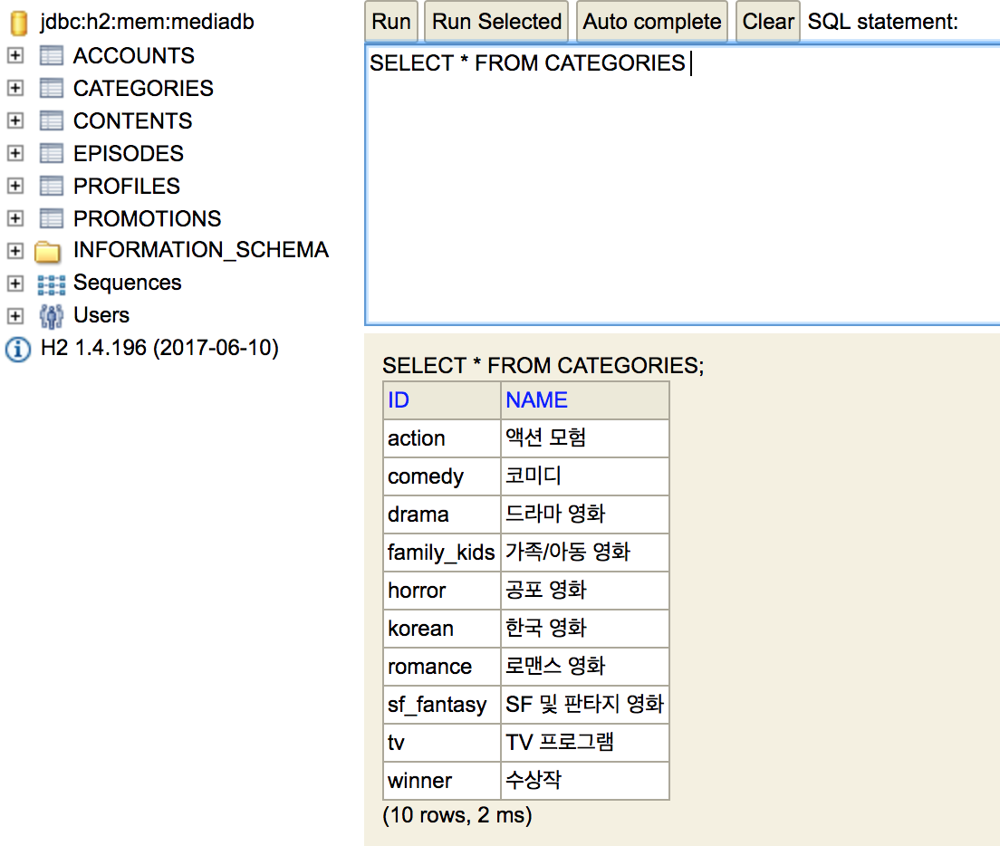 jdbc:h2:mem:mediadb
ACCOUNTS
CATEGORIES
CONTENTS
EPISODES
PROFILES
PROMOTIONS
INFORMATION_SCHEMA
Sequences
Users
H2 1.4.196 (2017-06-10)
Run Run Selected Auto complete Clear SQL statement:
SELECT * FROM CATEGORIES
SELECT * FROM CATEGORIES;
ID NAME
action 액션 모험
comedy 코미디
drama 드라마 영화
family_kids 가족/아동 영화
horror 공포 영화
korean 한국 영화
romance 로맨스 영화
sf_fantasy SF 및 판타지 영화
tv TV 프로그램
winner 수상작
(10 rows, 2 ms)